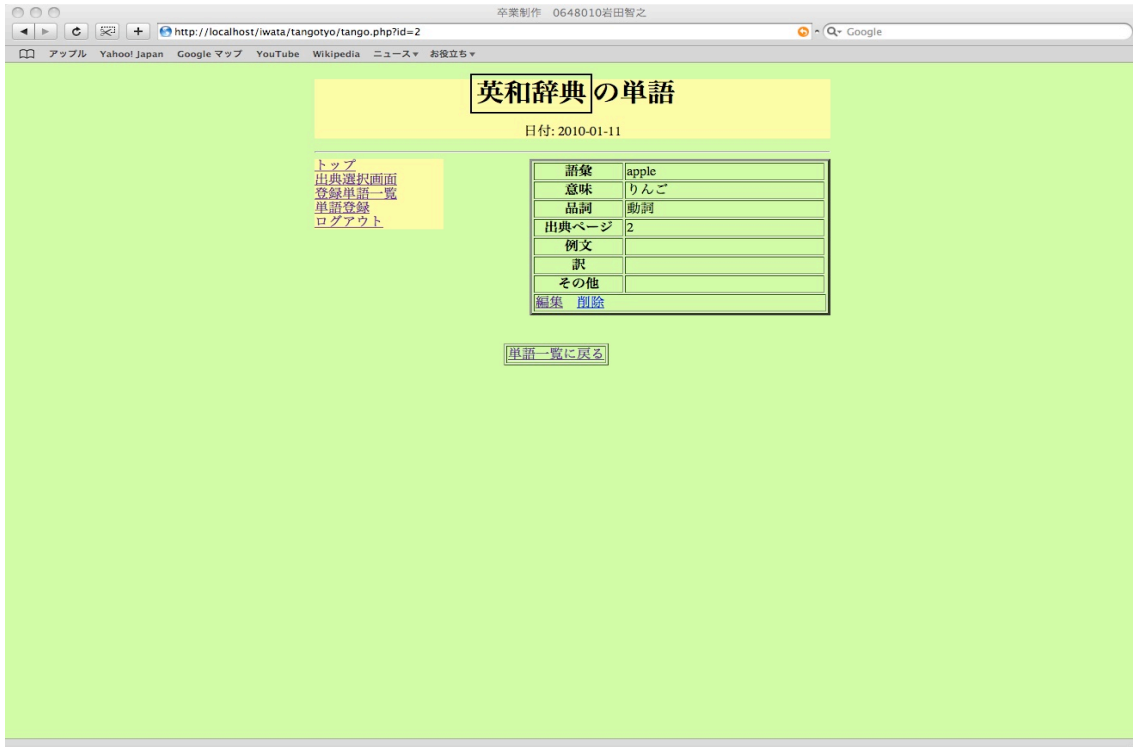 卒業制作 0648010岩田智之
http://localhost/iwata/tangotyo/tango.php?id=2
Google
アップル Yahoo! Japan Google マップ YouTube Wikipedia ニュース▼ お役立ち▼
英和辞典の単語
日付: 2010-01-11
トップ
出典選択画面
登録単語一覧
単語登録
ログアウト
語彙 apple
意味 りんご
品詞 動詞
出典ページ 2
例文
訳
その他
編集 削除
単語一覧に戻る